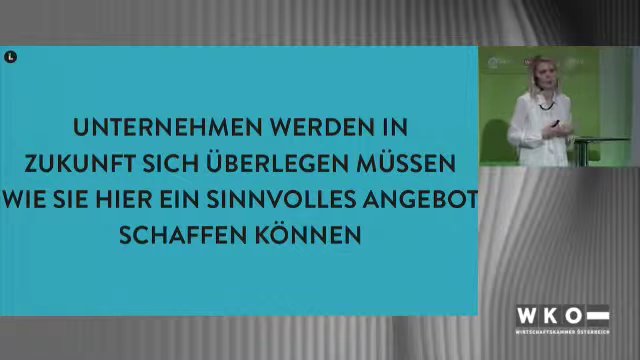 L
UNTERNEHMEN WERDEN IN
ZUKUNFT SICH ÜBERLEGEN MÜSSEN
WIE SIE HIER EIN SINNVOLLES ANGEBOT
SCHAFFEN KÖNNEN
WKO
WIRTSCHAFTSKAMMER ÖSTERREICH